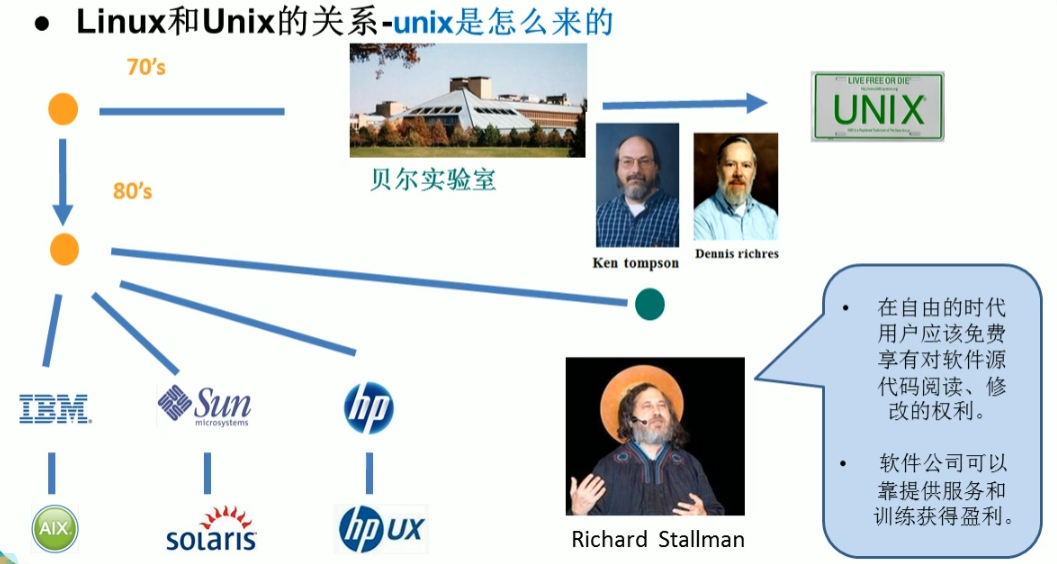 Linux和Unix的关系-unix是怎么来的
70's
LIVE FREE OR DIE
UNIX
贝尔实验室
80's
Ken tompson
Dennis richres
在自由的时代
用户应该免费
享有对软件源
代码阅读、修
改的权利。
软件公司可以
靠提供服务和
训练获得盈利。
IBM
Sun
microsystems
hp
AIX
solaris
hp UX
Richard Stallman